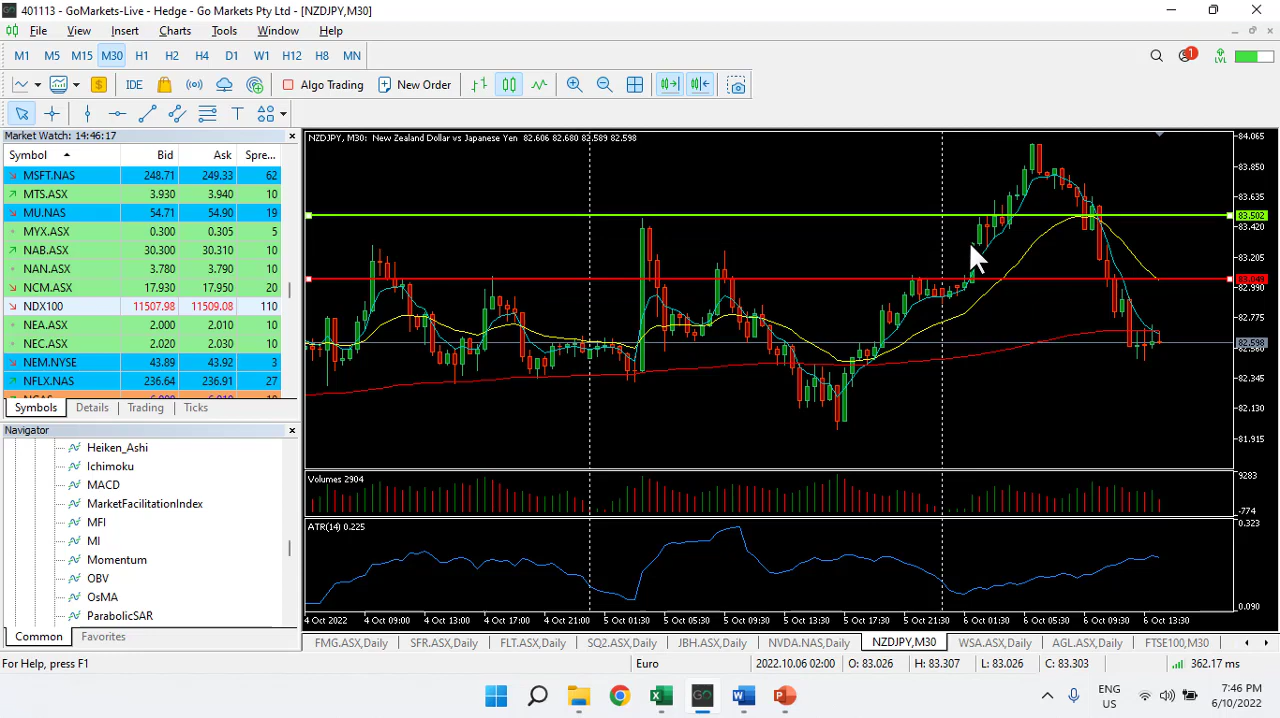 401113 - GoMarkets-Live - Hedge - Go Markets Pty Ltd - [NZDJPY,M30]
File View Insert Charts Tools Window Help
M1 M5 M15 M30 H1 H2 H4 D1 W1 H12 H8 MN
1 LVL
IDE Algo Trading New Order
Market Watch: 14:46:17
Symbol Bid Ask Spre...
MSFT.NAS 248.71 249.33 62
MTS.ASX 3.930 3.940 10
MU.NAS 54.71 54.90 19
MYX.ASX 0.300 0.305 5
NAB.ASX 30.300 30.310 10
NAN.ASX 3.780 3.790 10
NCM.ASX 17.930 17.950 20
NDX100 11507.98 11509.08 110
NEA.ASX 2.000 2.010 10
NEC.ASX 2.020 2.030 10
NEM.NYSE 43.89 43.92 3
NFLX.NAS 236.64 236.91 27
Symbols Details Trading Ticks
Navigator
Heiken_Ashi
Ichimoku
MACD
MarketFacilitationIndex
MFI
MI
Momentum
OBV
OsMA
ParabolicSAR
Common Favorites
NZDJPY, M30: New Zealand Dollar vs Japanese Yen 82.606 82.680 82.589 82.598
84.065
83.850
83.635
83.502
83.420
83.205
82.990
82.775
82.598
82.345
82.130
81.915
Volumes 2904
9283
-774
ATR(14) 0.225
0.323
0.090
4 Oct 2022 4 Oct 09:00 4 Oct 13:00 4 Oct 17:00 4 Oct 21:00 5 Oct 01:30 5 Oct 05:30 5 Oct 09:30 5 Oct 13:30 5 Oct 17:30 5 Oct 21:30 6 Oct 01:30 6 Oct 05:30 6 Oct 09:30 6 Oct 13:30
FMG.ASX,Daily SFR.ASX,Daily FLT.ASX,Daily SQ2.ASX,Daily JBH.ASX,Daily NVDA.NAS,Daily NZDJPY,M30 WSA.ASX,Daily AGL.ASX,Daily FTSE100,M30
For Help, press F1 Euro 2022.10.06 02:00 O: 83.026 H: 83.307 L: 83.026 C: 83.303 362.17 ms
GO
ENG
US
7:46 PM
6/10/2022